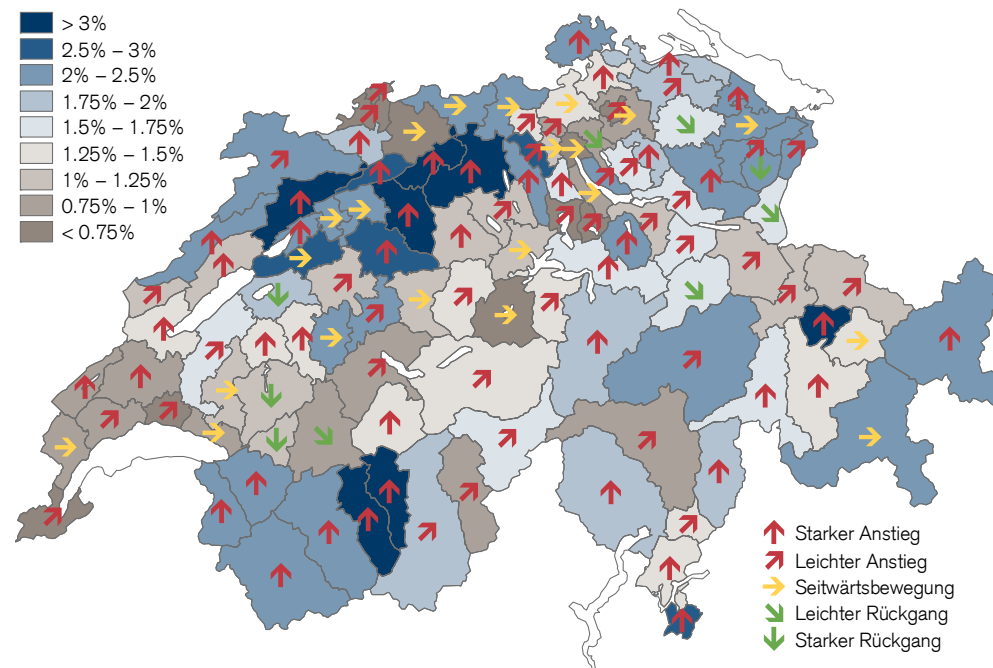 > 3%
2.5% – 3%
2% – 2.5%
1.75% – 2%
1.5% – 1.75%
1.25% – 1.5%
1% – 1.25%
0.75% – 1%
< 0.75%
Starker Anstieg
Leichter Anstieg
Seitwärtsbewegung
Leichter Rückgang
Starker Rückgang